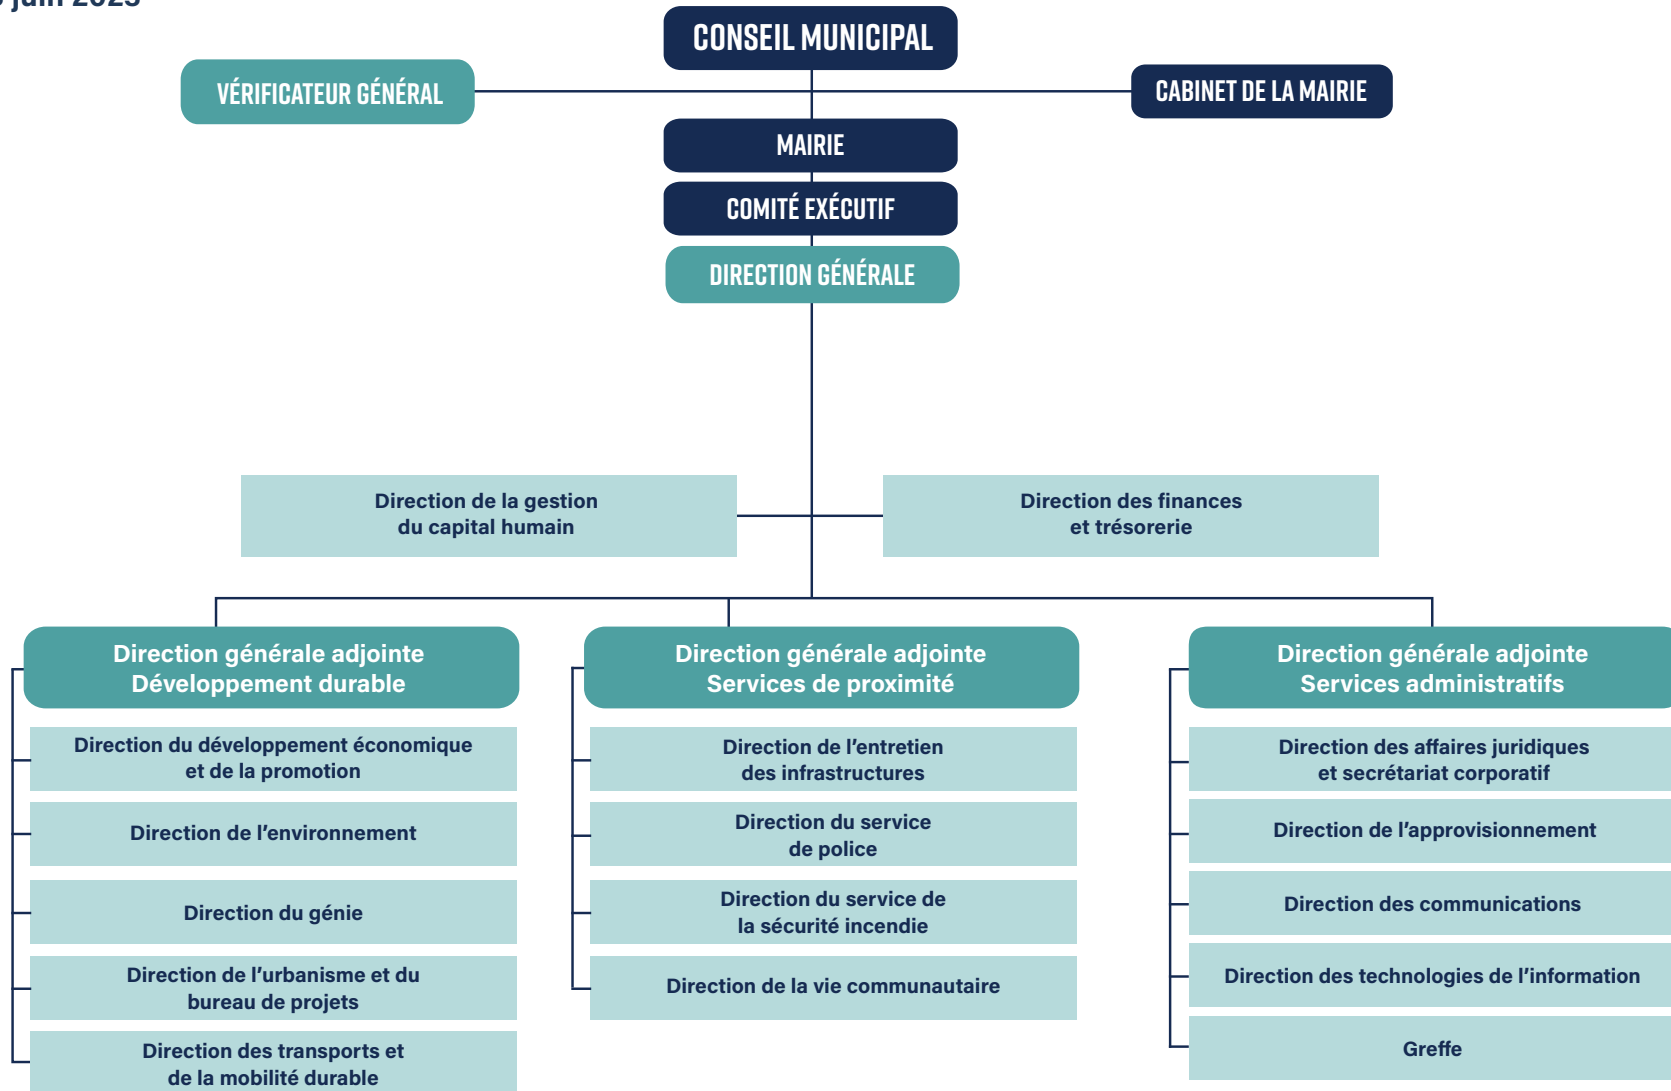 juin 2023
CONSEIL MUNICIPAL
VÉRIFICATEUR GÉNÉRAL
CABINET DE LA MAIRIE
MAIRIE
COMITÉ EXÉCUTIF
DIRECTION GÉNÉRALE
Direction de la gestion
du capital humain
Direction des finances
et trésorerie
Direction générale adjointe
Développement durable
Direction du développement économique
et de la promotion
Direction de l'environnement
Direction du génie
Direction de l'urbanisme et du
bureau de projets
Direction des transports et
de la mobilité durable
Direction générale adjointe
Services de proximité
Direction de l'entretien
des infrastructures
Direction du service
de police
Direction du service de
la sécurité incendie
Direction de la vie communautaire
Direction générale adjointe
Services administratifs
Direction des affaires juridiques
et secrétariat corporatif
Direction de l'approvisionnement
Direction des communications
Direction des technologies de l'information
Greffe